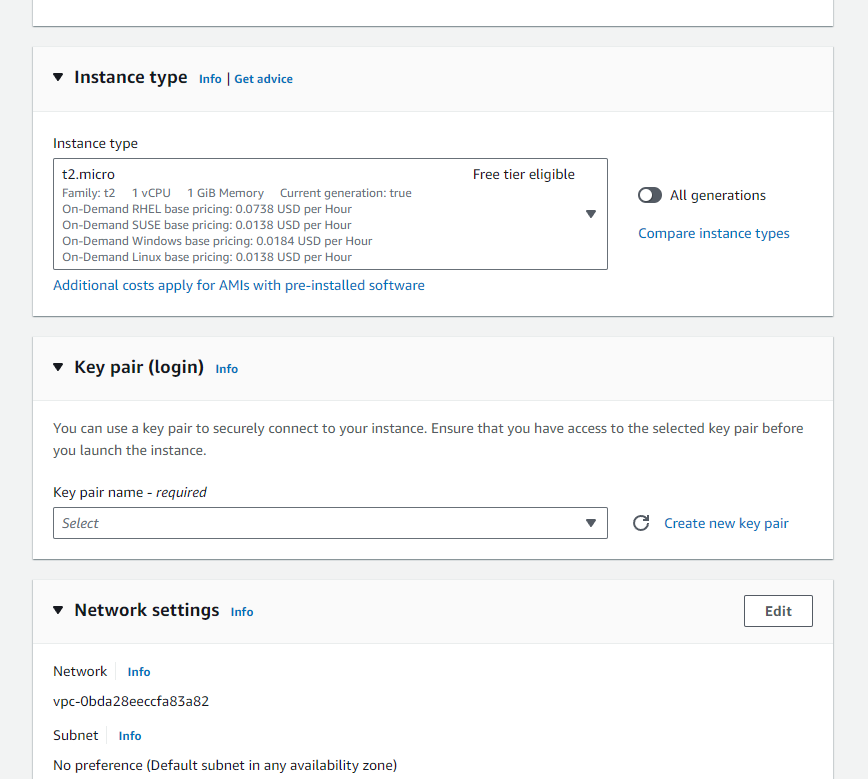 Instance type Info | Get advice
Instance type
t2.micro Free tier eligible
Family: t2 1 vCPU 1 GiB Memory Current generation: true
On-Demand RHEL base pricing: 0.0738 USD per Hour
On-Demand SUSE base pricing: 0.0138 USD per Hour
On-Demand Windows base pricing: 0.0184 USD per Hour
On-Demand Linux base pricing: 0.0138 USD per Hour
All generations
Compare instance types
Additional costs apply for AMIs with pre-installed software
Key pair (login) Info
You can use a key pair to securely connect to your instance. Ensure that you have access to the selected key pair before
you launch the instance.
Key pair name - required
Select
Create new key pair
Network settings Info
Edit
Network Info
vpc-0bda28eeccfa83a82
Subnet Info
No preference (Default subnet in any availability zone)